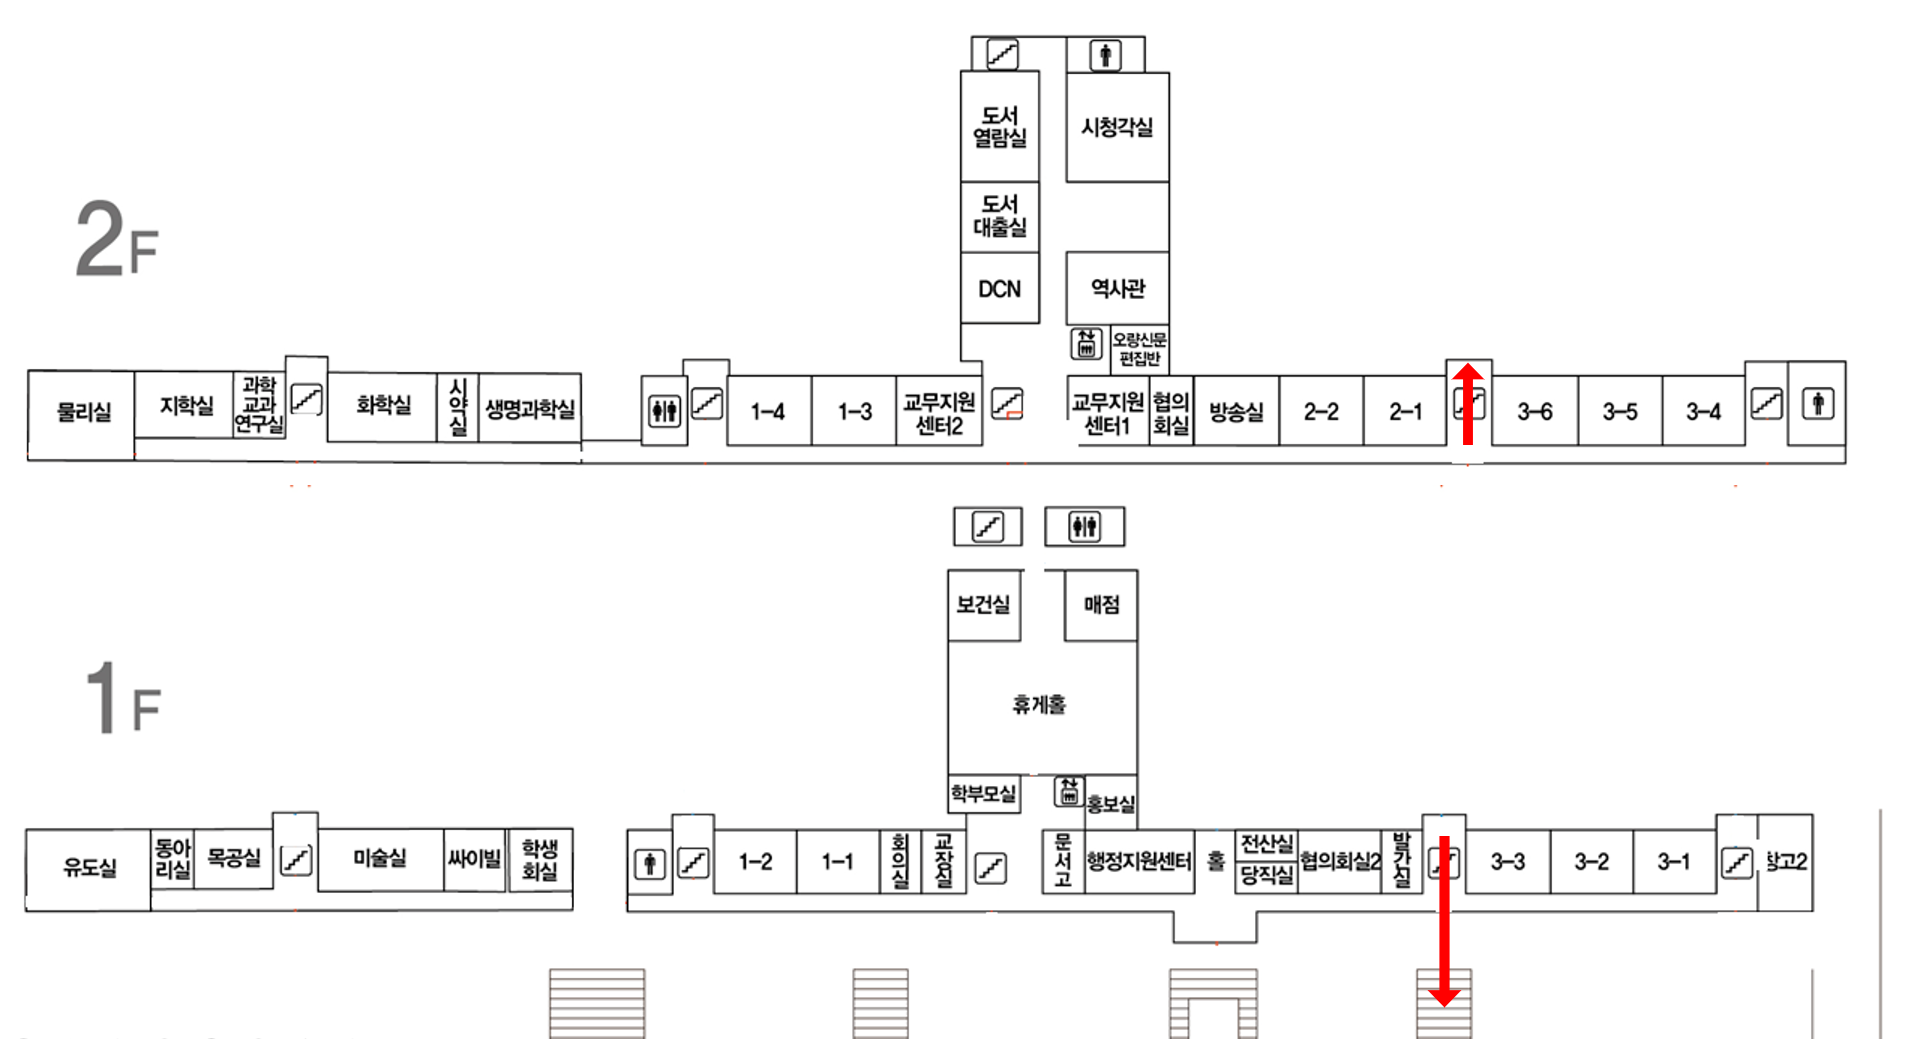 2F
도서
열람실
시청각실
도서
대출실
DCN
역사관
오량신문
편집반
물리실
지학실
과학
교과
연구실
화학실
시
약
실
생명과학실
1-4
1-3
교무지원
센터2
교무지원
센터1
협의
회실
방송실
2-2
2-1
3-6
3-5
3-4
1F
보건실
매점
휴게홀
학부모실
홍보실
유도실
동아
리실
목공실
미술실
싸이빌
학생
회실
1-2
1-1
회
의
실
교
장
실
문
서
고
행정지원센터
홀
전산실
당직실
협의회실2
발
간
실
3-3
3-2
3-1
창고2